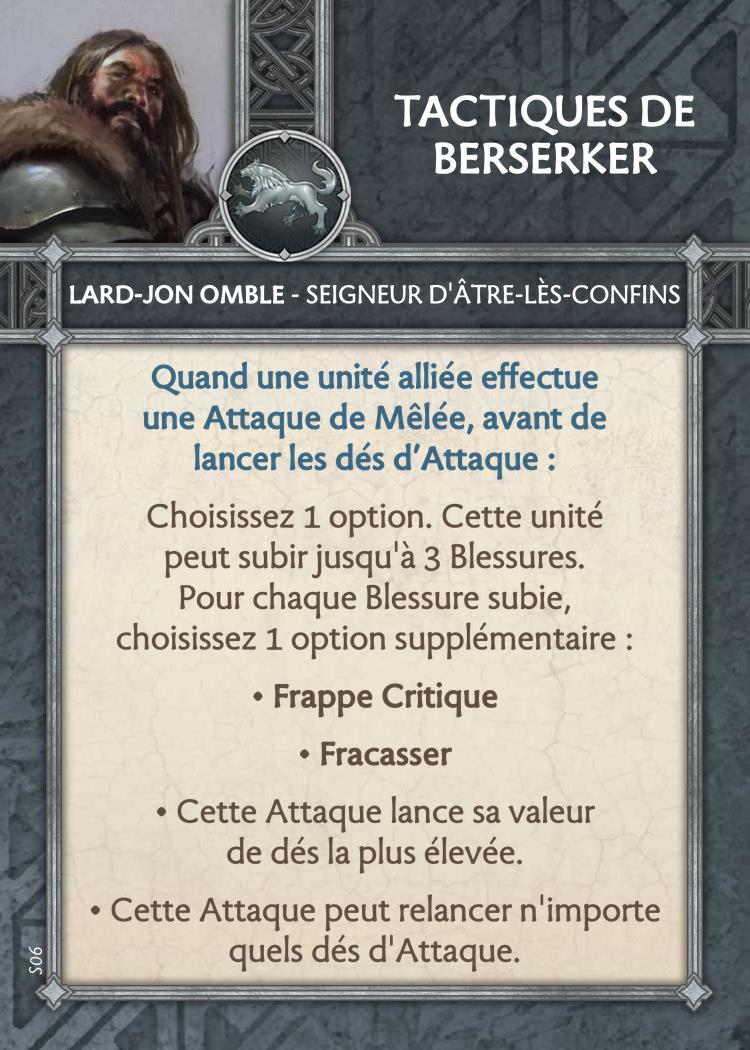 TACTIQUES DE
BERSERKER
LARD-JON OMBLE - SEIGNEUR D'ÂTRE-LÈS-CONFINS
Quand une unité alliée effectue
une Attaque de Mêlée, avant de
lancer les dés d'Attaque :
Choisissez 1 option. Cette unité
peut subir jusqu'à 3 Blessures.
Pour chaque Blessure subie,
choisissez 1 option supplémentaire :
• Frappe Critique
• Fracasser
• Cette Attaque lance sa valeur
de dés la plus élevée.
• Cette Attaque peut relancer n'importe
quels dés d'Attaque.
S06